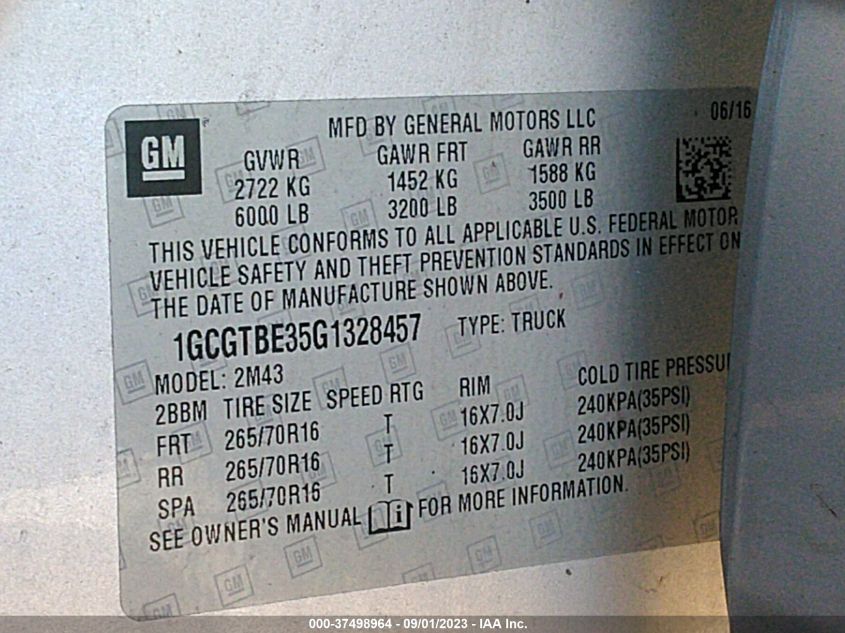 GM
MFD BY GENERAL MOTORS LLC 06/16
GVWR GAWR FRT GAWR RR
2722 KG 1452 KG 1588 KG
6000 LB 3200 LB 3500 LB
THIS VEHICLE CONFORMS TO ALL APPLICABLE U.S. FEDERAL MOTOR
VEHICLE SAFETY AND THEFT PREVENTION STANDARDS IN EFFECT ON
THE DATE OF MANUFACTURE SHOWN ABOVE.
1GCGTBE35G1328457 TYPE: TRUCK
MODEL: 2M43
2BBM TIRE SIZE SPEED RTG RIM COLD TIRE PRESSU
FRT 265/70R16 T 16X7.0J 240KPA(35PSI)
RR 265/70R16 T 16X7.0J 240KPA(35PSI)
SPA 265/70R16 T 16X7.0J 240KPA(35PSI)
SEE OWNER'S MANUAL i FOR MORE INFORMATION.
000-37498964 - 09/01/2023 - IAA Inc.